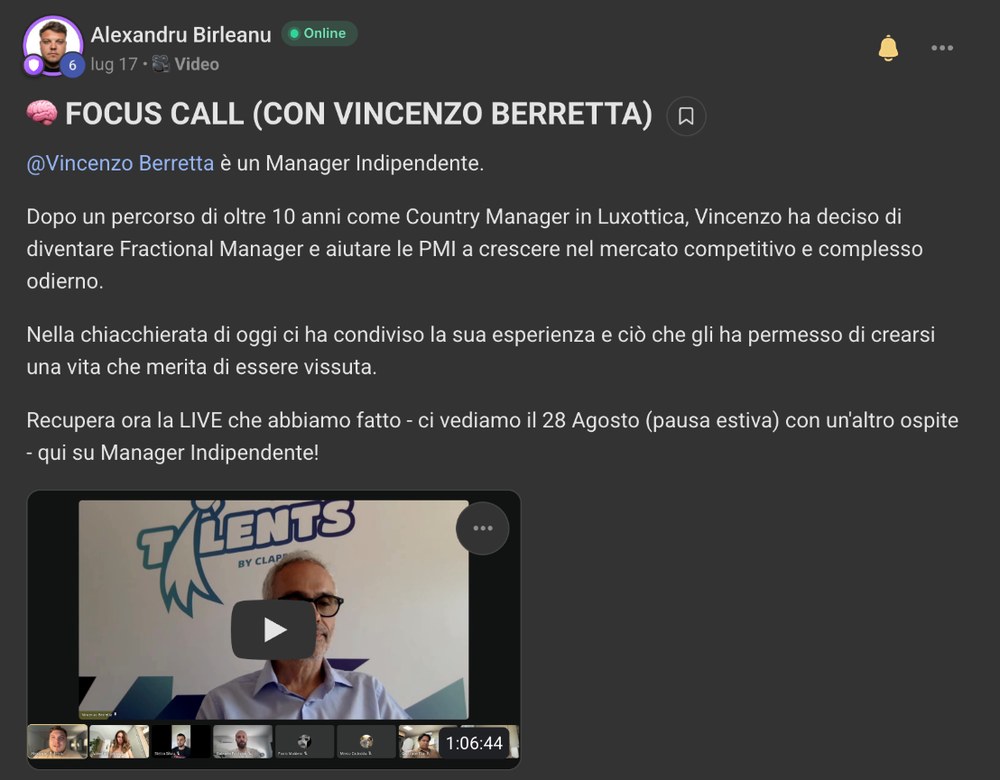 Alexandru Birleanu Online
6 lug 17 • Video
FOCUS CALL (CON VINCENZO BERRETTA)
@Vincenzo Berretta è un Manager Indipendente.
Dopo un percorso di oltre 10 anni come Country Manager in Luxottica, Vincenzo ha deciso di
diventare Fractional Manager e aiutare le PMI a crescere nel mercato competitivo e complesso
odierno.
Nella chiacchierata di oggi ci ha condiviso la sua esperienza e ciò che gli ha permesso di crearsi
una vita che merita di essere vissuta.
Recupera ora la LIVE che abbiamo fatto - ci vediamo il 28 Agosto (pausa estiva) con un'altro ospite
- qui su Manager Indipendente!
TALENTS
BY
1:06:44